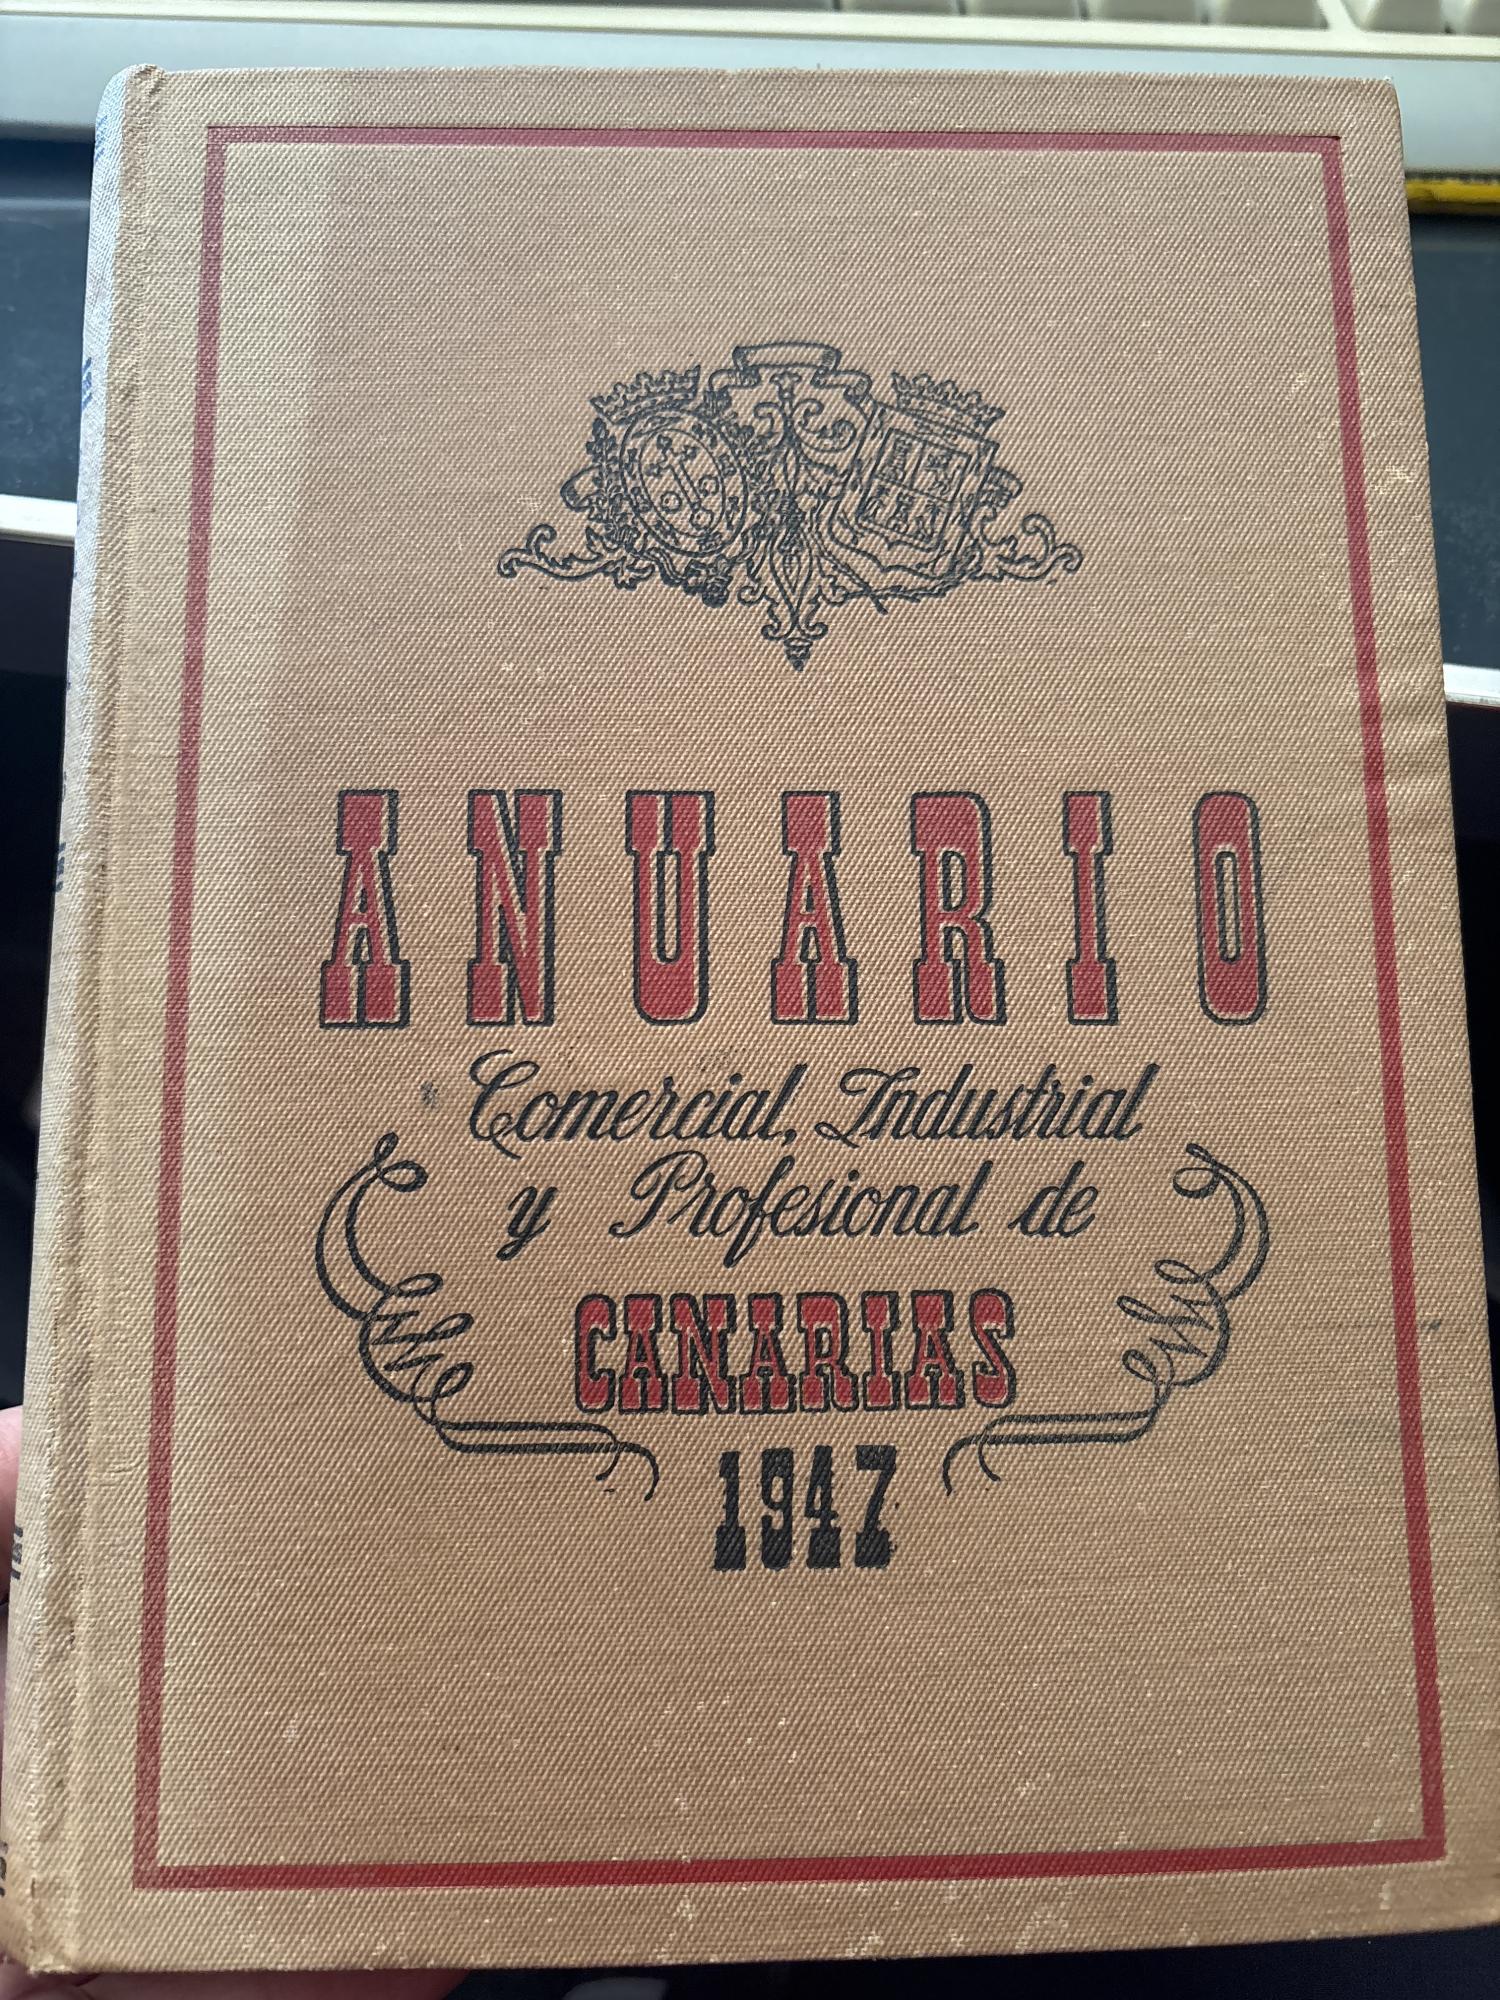 ANUARIO
Comercial, Industrial
y Profesional de
CANARIAS
1947